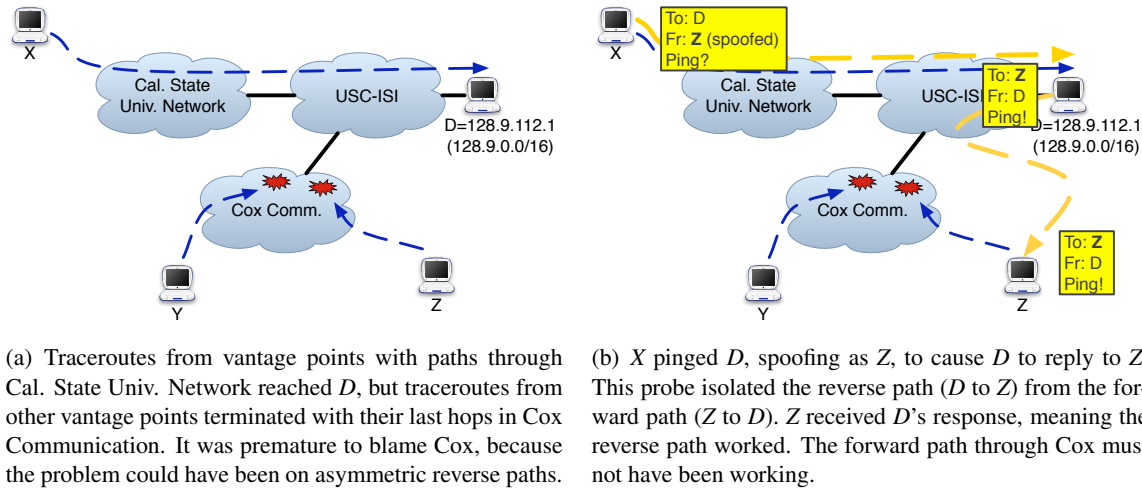 X
Cal. State
Univ. Network
USC-ISI
D=128.9.112.1
(128.9.0.0/16)
Cox Comm.
Y
Z
(a) Traceroutes from vantage points with paths through
Cal. State Univ. Network reached D, but traceroutes from
other vantage points terminated with their last hops in Cox
Communication. It was premature to blame Cox, because
the problem could have been on asymmetric reverse paths.
X
To: D
Fr: Z (spoofed)
Ping?
Cal. State
Univ. Network
USC-ISI
To: Z
Fr: D
Ping!
D=128.9.112.1
(128.9.0.0/16)
Cox Comm.
To: Z
Fr: D
Ping!
Y
Z
(b) X pinged D, spoofing as Z, to cause D to reply to Z
This probe isolated the reverse path (D to Z) from the for-
ward path (Z to D). Z received D's response, meaning the
reverse path worked. The forward path through Cox mus
not have been working.